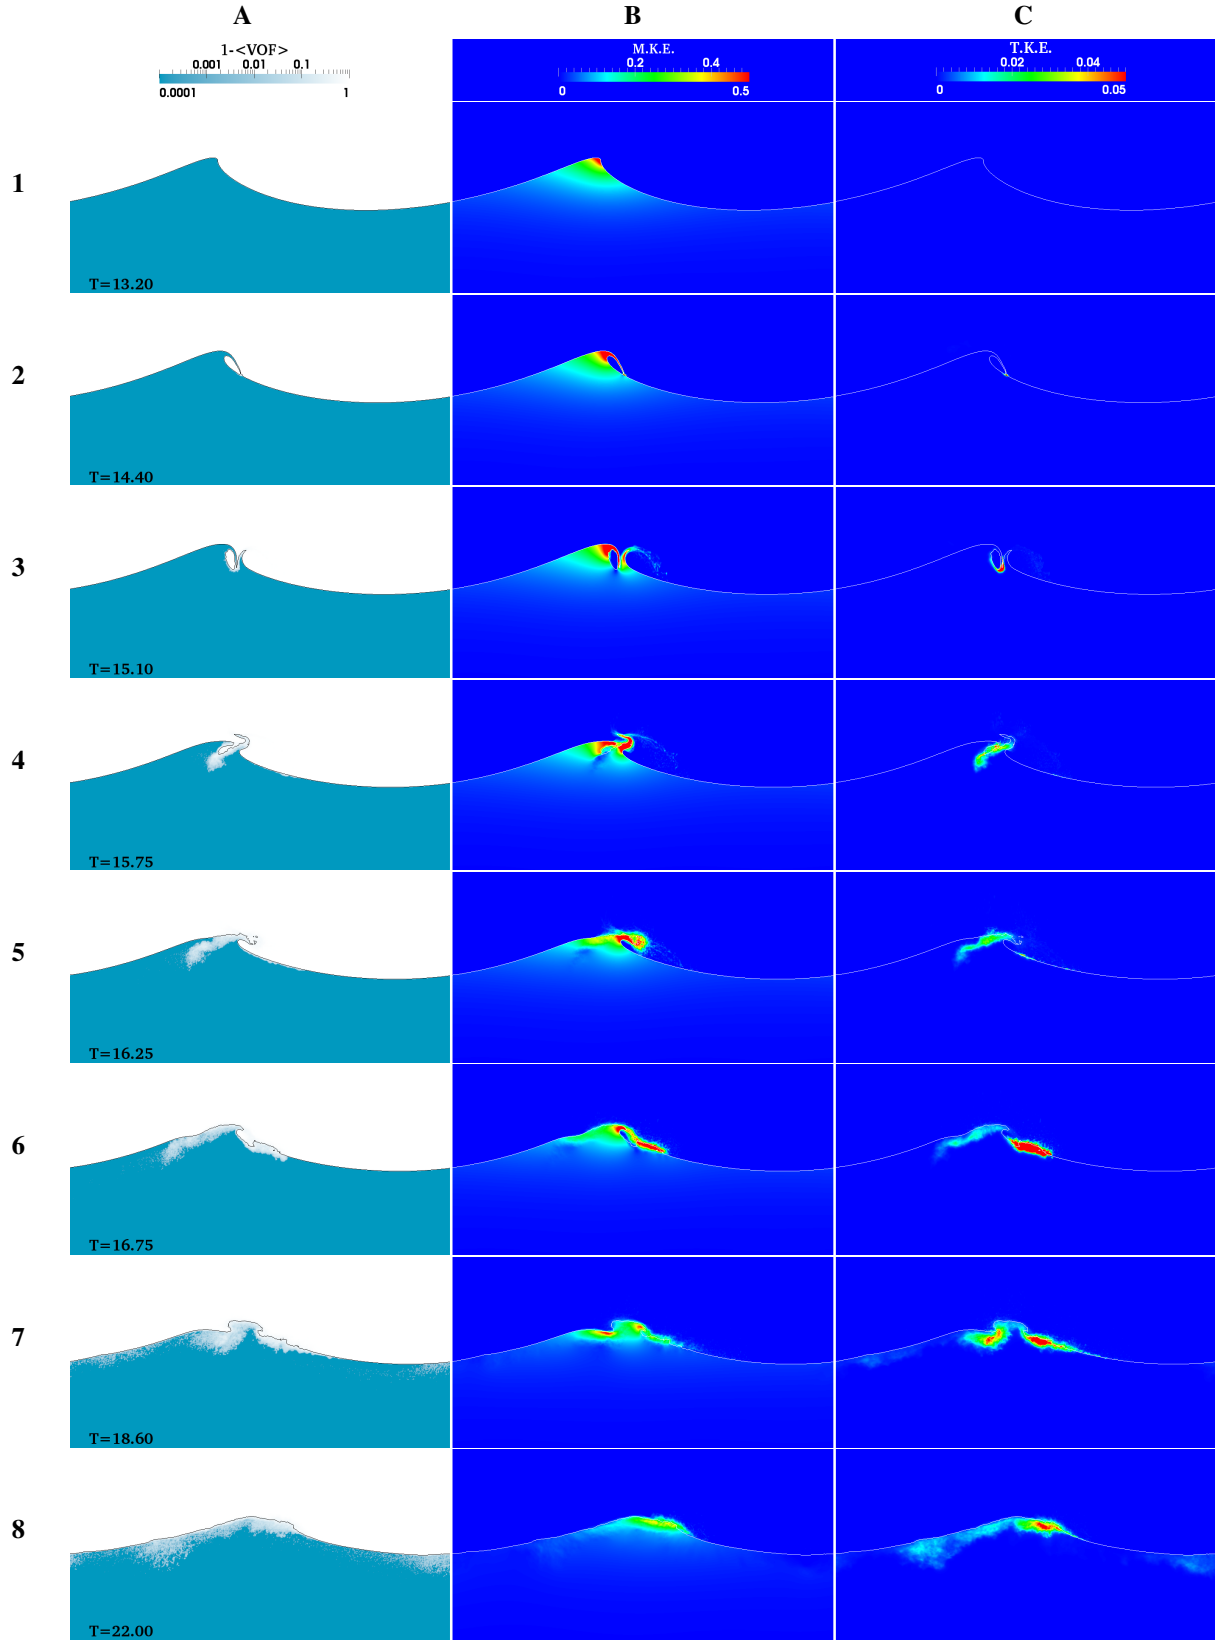 A B C
1-<VOF> M.K.E. T.K.E.
0.001 0.01 0.1 0.2 0.4 0.02 0.04
0.0001 1 0 0.5 0 0.05
1
T=13.20
2
T=14.40
3
T=15.10
4
T=15.75
5
T=16.25
6
T=16.75
7
T=18.60
8
T=22.00